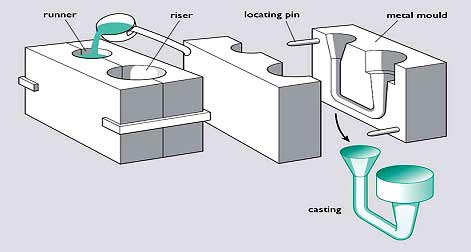 runner
riser
locating pin
metal mould
casting